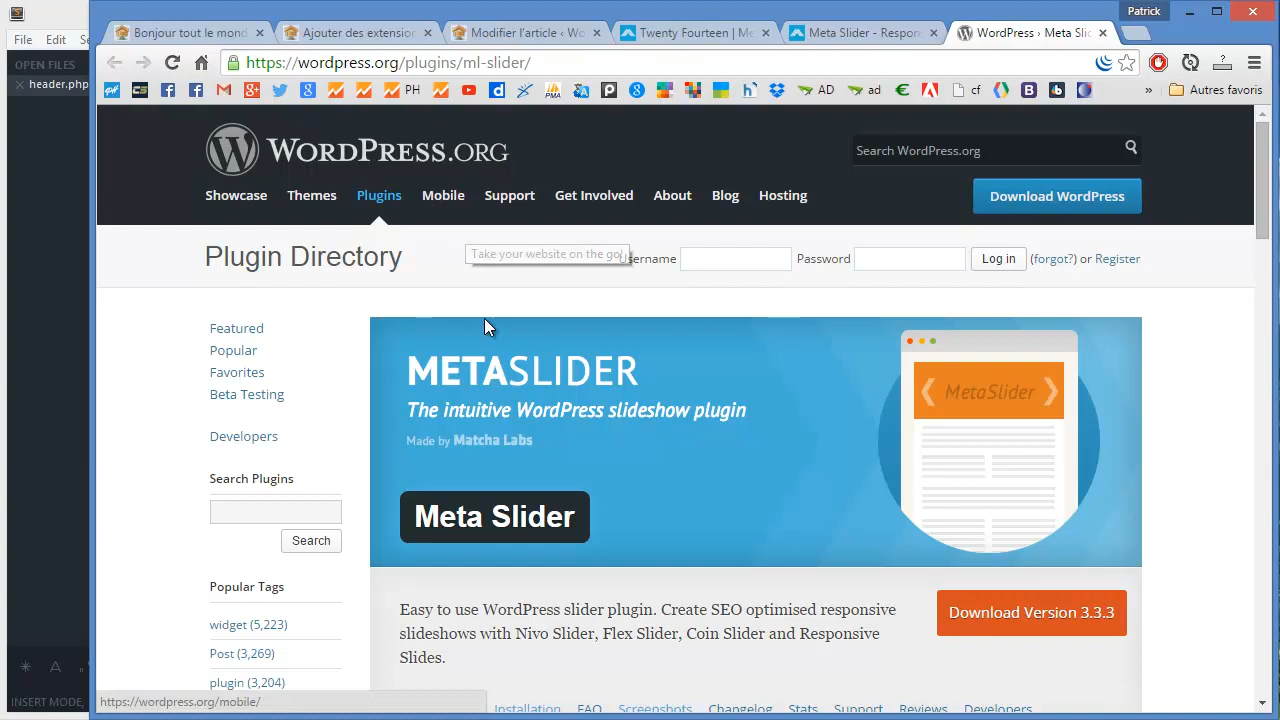 Patrick
Bonjour tout le mond
Ajouter des extension
Modifier l'article ‹ Wo
Twenty Fourteen | Me
Meta Slider - Respon
WordPress › Meta Slid
File Edit Se
https://wordpress.org/plugins/ml-slider/
OPEN FILES
header.php
PH
AD
ad
cf
Autres favoris
WORDPRESS.ORG
Search WordPress.org
Showcase Themes Plugins Mobile Support Get Involved About Blog Hosting
Download WordPress
Plugin Directory
Take your website on the go!
Username
Password
Log in
(forgot?) or Register
Featured
Popular
Favorites
Beta Testing
Developers
Search Plugins
Search
Popular Tags
widget (5,223)
Post (3,269)
plugin (3,204)
METASLIDER
The intuitive WordPress slideshow plugin
Made by Matcha Labs
MetaSlider
Meta Slider
Easy to use WordPress slider plugin. Create SEO optimised responsive
slideshows with Nivo Slider, Flex Slider, Coin Slider and Responsive
Slides.
Download Version 3.3.3
INSERT MODE,
https://wordpress.org/mobile/
Installation FAQ Screenshots Changelog Stats Support Reviews Developers